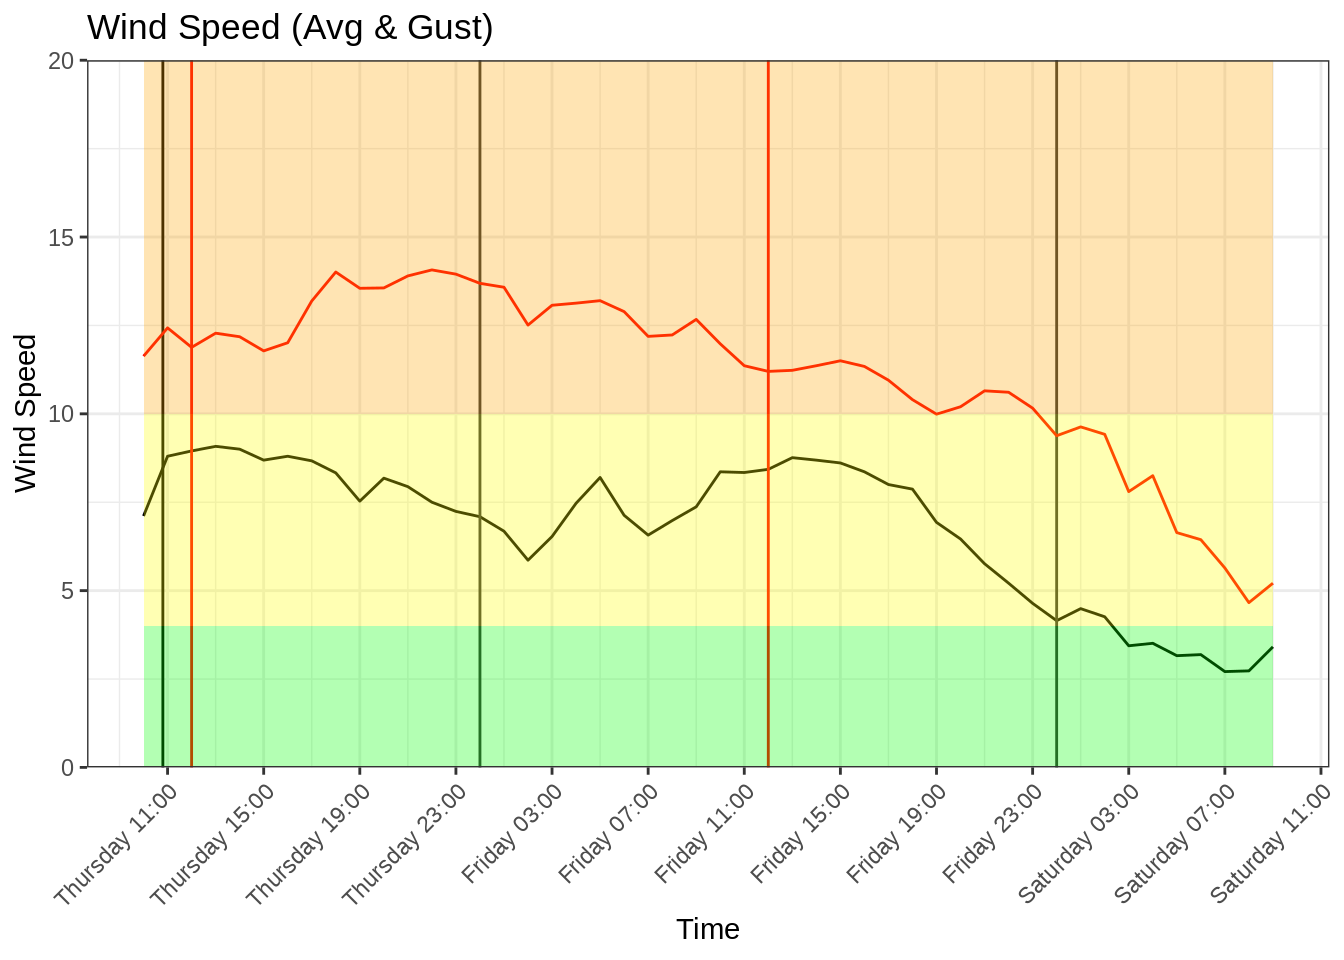 Wind Speed (Avg & Gust)
20
15
10
5
0
Wind Speed
Thursday 11:00
Thursday 15:00
Thursday 19:00
Thursday 23:00
Friday 03:00
Friday 07:00
Friday 11:00
Friday 15:00
Friday 19:00
Friday 23:00
Saturday 03:00
Saturday 07:00
Saturday 11:00
Time